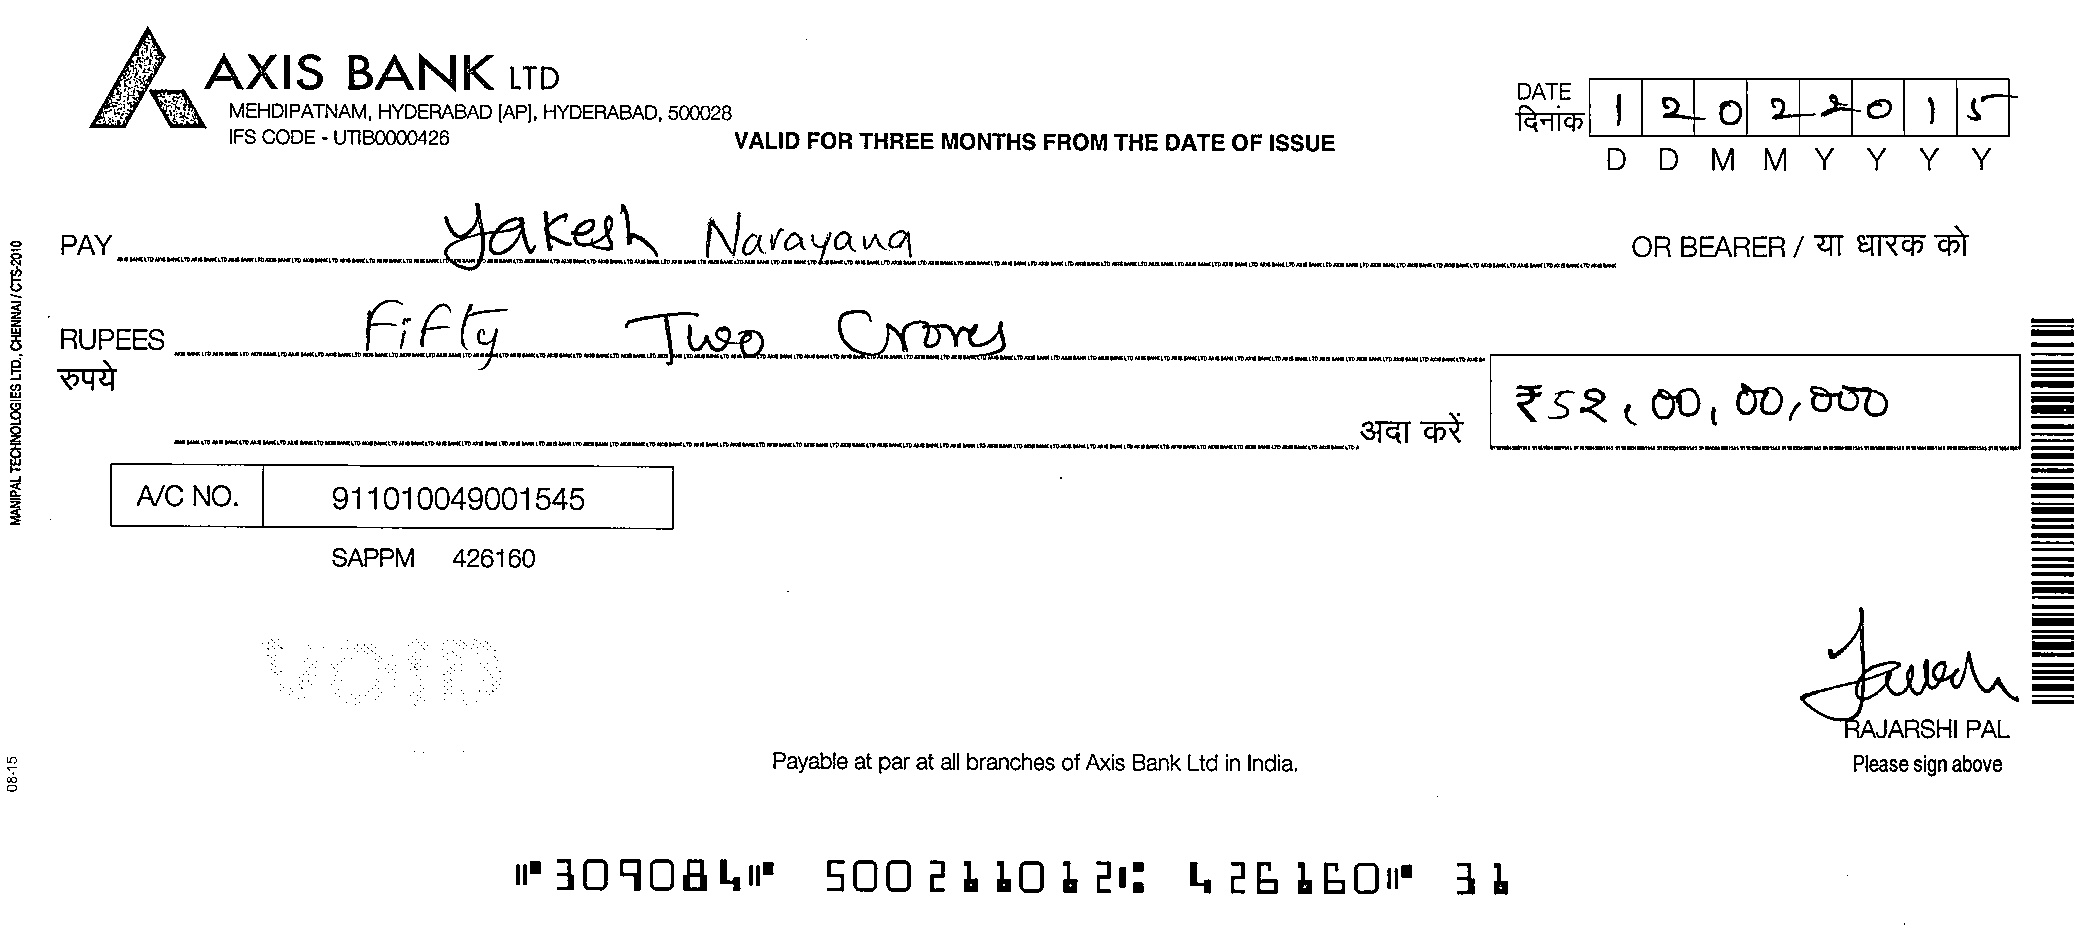 AXIS BANK LTD
MEHDIPATNAM, HYDERABAD [AP], HYDERABAD, 500028
IFS CODE - UTIB0000426
VALID FOR THREE MONTHS FROM THE DATE OF ISSUE
DATE
दिनांक
1 2 0 2 2 0 1 5
D D M M Y Y Y Y
PAY Yakesh Narayana OR BEARER / या धारक को
RUPEES Fifty Two Crores
रुपये
अदा करें ₹52,00,00,000
A/C NO. 911010049001545
SAPPM 426160
VOID
RAJARSHI PAL
Please sign above
Payable at par at all branches of Axis Bank Ltd in India.
⑈309084⑈ 500211012⑆ 426160⑈ 31
MANIPAL TECHNOLOGIES LTD., CHENNAI / CTS-2010
08-15